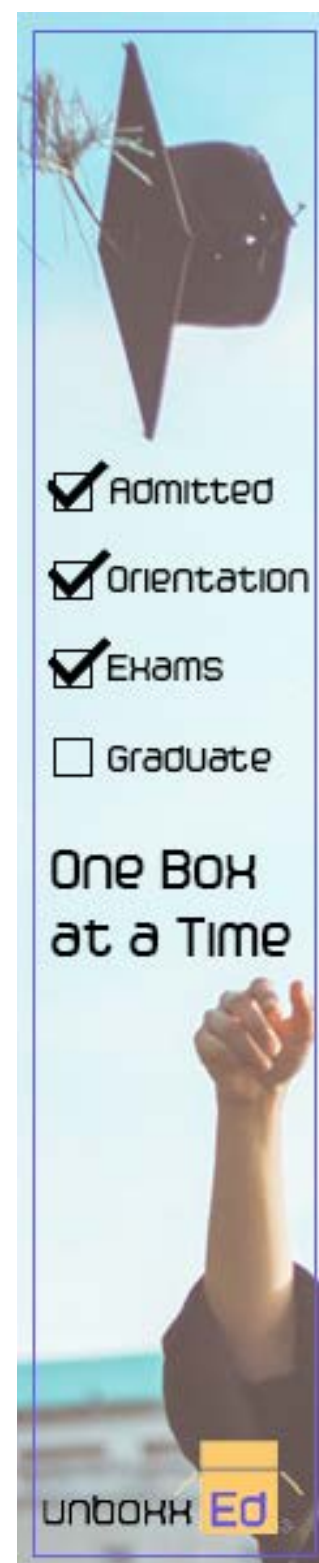 Admitted
Orientation
Exams
Graduate
One Box
at a Time
unboxx Ed